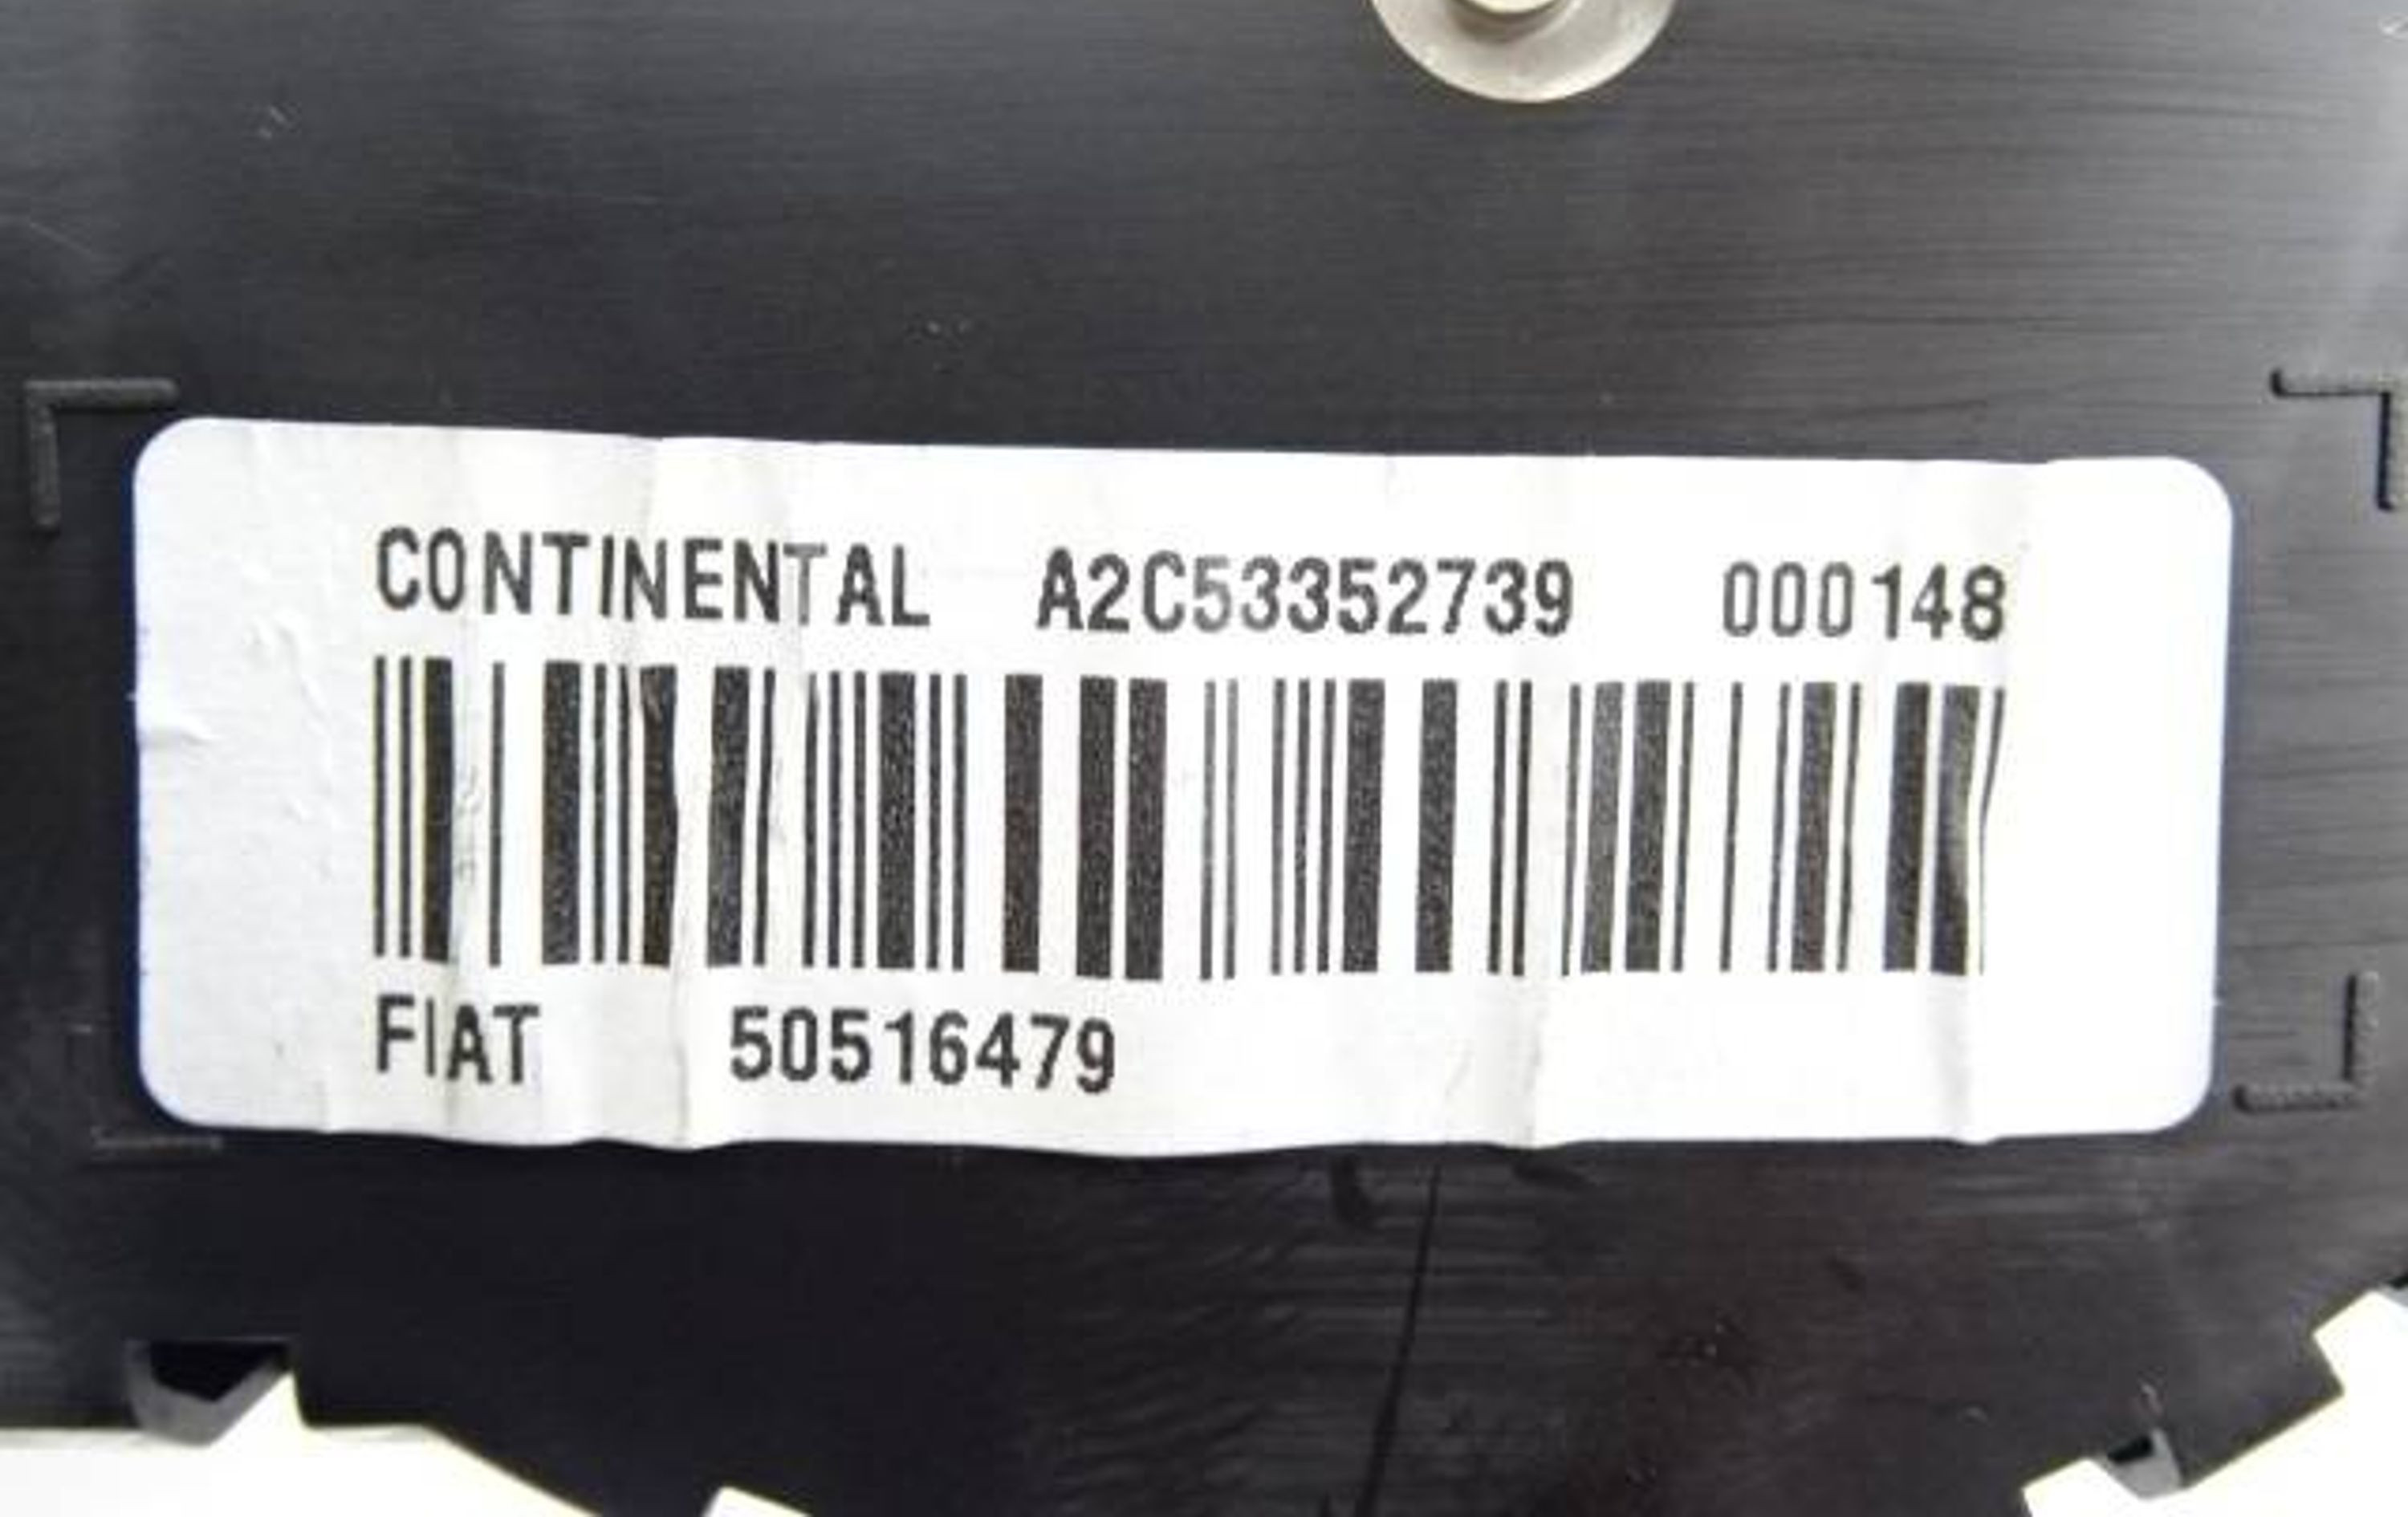 CONTINENTAL A2C53352739 000148
FIAT 50516479